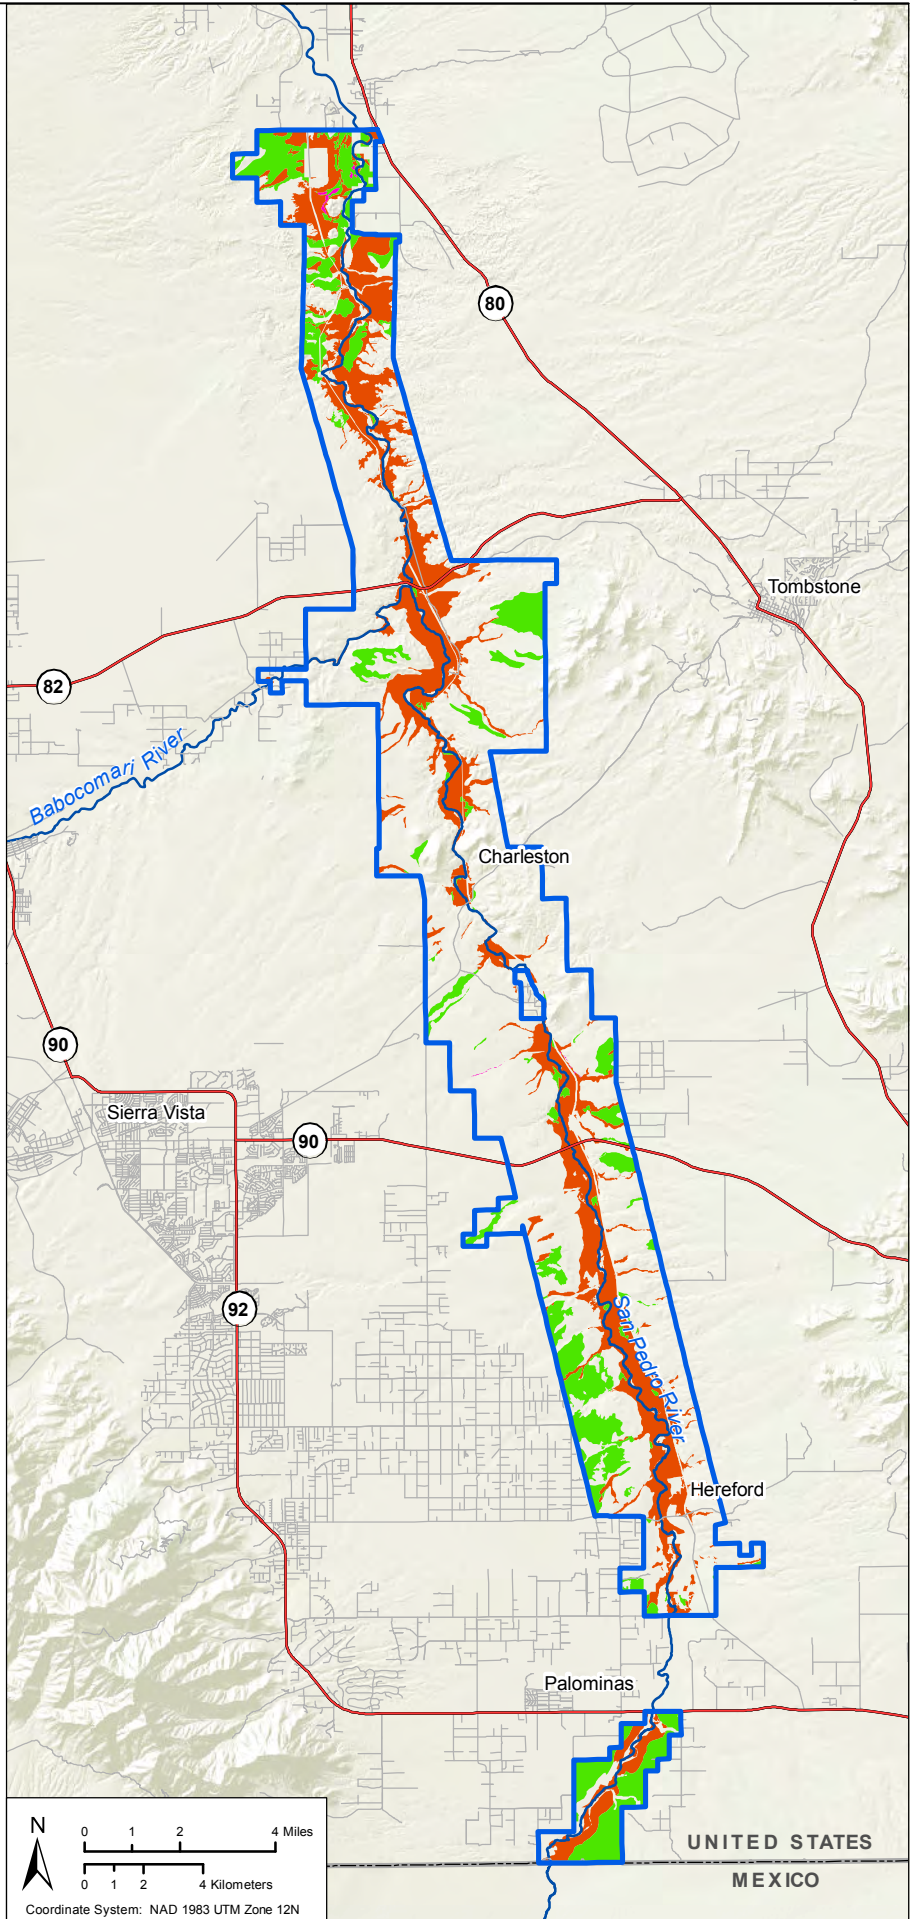 80
Tombstone
82
Babocomari River
Charleston
90
Sierra Vista
90
92
San Pedro River
Hereford
Palominas
N
0 1 2 4 Miles
0 1 2 4 Kilometers
Coordinate System: NAD 1983 UTM Zone 12N
UNITED STATES
MEXICO